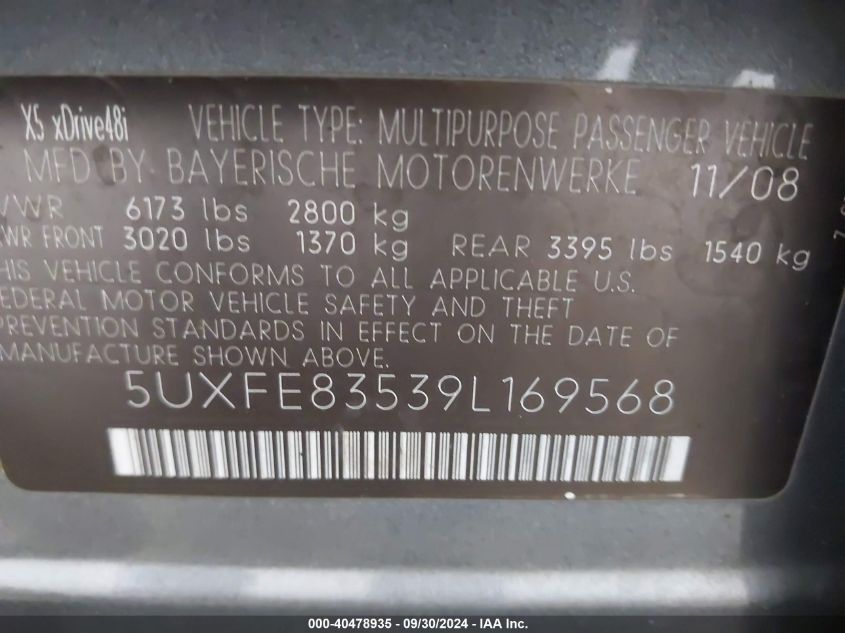 X5 xDrive48i VEHICLE TYPE: MULTIPURPOSE PASSENGER VEHICLE
MFD BY BAYERISCHE MOTORENWERKE 11/08
VWR 6173 lbs 2800 kg
WR FRONT 3020 lbs 1370 kg REAR 3395 lbs 1540 kg
HIS VEHICLE CONFORMS TO ALL APPLICABLE U.S.
EDERAL MOTOR VEHICLE SAFETY AND THEFT
PREVENTION STANDARDS IN EFFECT ON THE DATE OF
MANUFACTURE SHOWN ABOVE.
5UXFE83539L169568
000-40478935 - 09/30/2024 - IAA Inc.